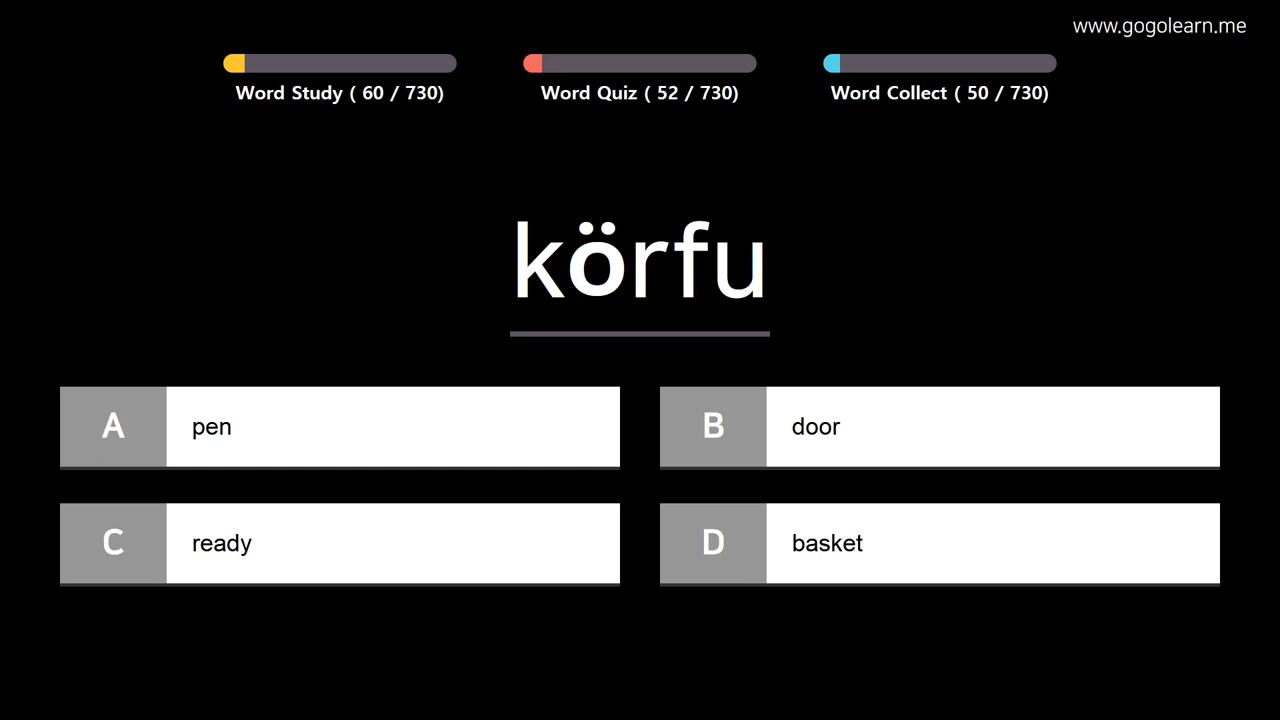 www.gogolearn.me
Word Study ( 60 / 730)
Word Quiz ( 52 / 730)
Word Collect ( 50 / 730)
körfu
A pen
B door
C ready
D basket